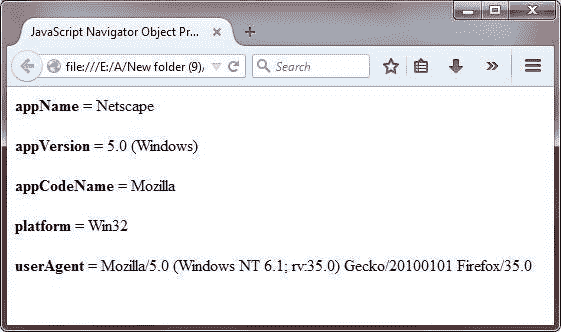 JavaScript Navigator Object Pr...
file:///E:/A/New folder (9),
Search
appName = Netscape
appVersion = 5.0 (Windows)
appCodeName = Mozilla
platform = Win32
userAgent = Mozilla/5.0 (Windows NT 6.1; rv:35.0) Gecko/20100101 Firefox/35.0